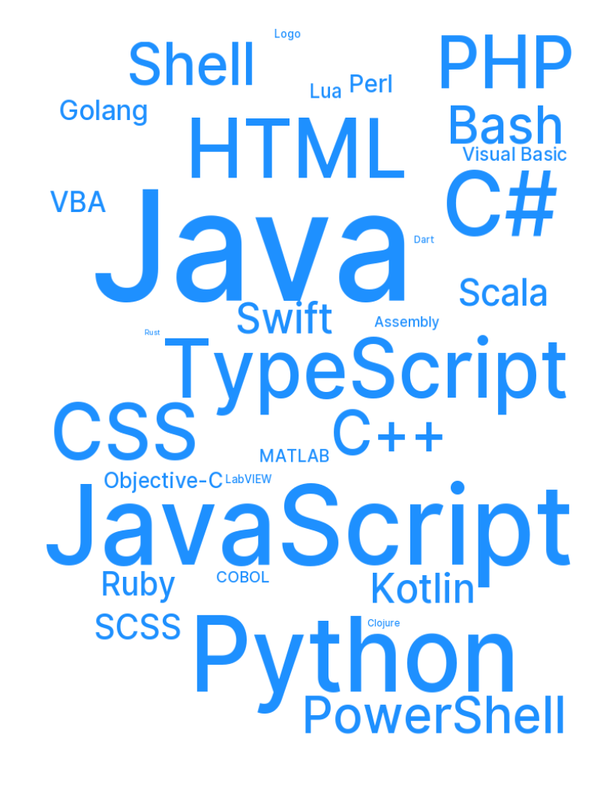 Logo
Shell
PHP
Lua
Perl
Golang
Bash
HTML
Visual Basic
VBA
C#
Java
Dart
Scala
Swift
Assembly
Rust
TypeScript
CSS
C++
MATLAB
Objective-C
LabVIEW
JavaScript
Ruby
COBOL
Kotlin
SCSS
Clojure
Python
PowerShell